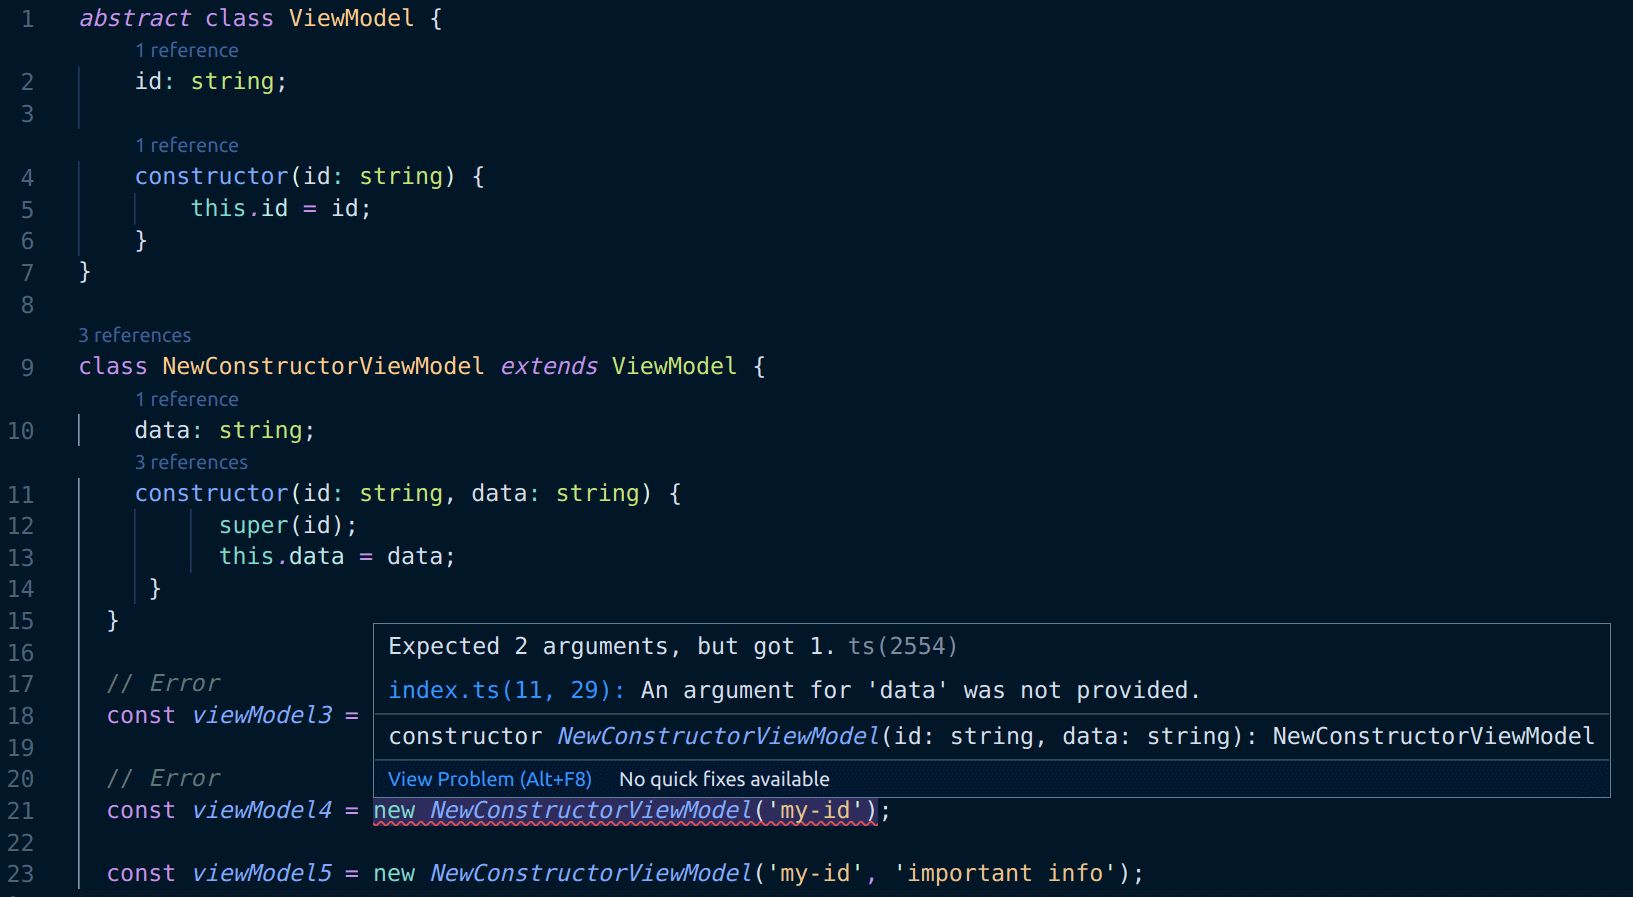 1 abstract class ViewModel {
1 reference
2 id: string;
3
1 reference
4 constructor(id: string) {
5 this.id = id;
6 }
7 }
8
3 references
9 class NewConstructorViewModel extends ViewModel {
1 reference
10 data: string;
3 references
11 constructor(id: string, data: string) {
12 super(id);
13 this.data = data;
14 }
15 }
16
Expected 2 arguments, but got 1. ts(2554)
17 // Error
index.ts(11, 29): An argument for 'data' was not provided.
18 const viewModel3 =
19
constructor NewConstructorViewModel(id: string, data: string): NewConstructorViewModel
20 // Error
View Problem (Alt+F8) No quick fixes available
21 const viewModel4 = new NewConstructorViewModel('my-id');
22
23 const viewModel5 = new NewConstructorViewModel('my-id', 'important info');